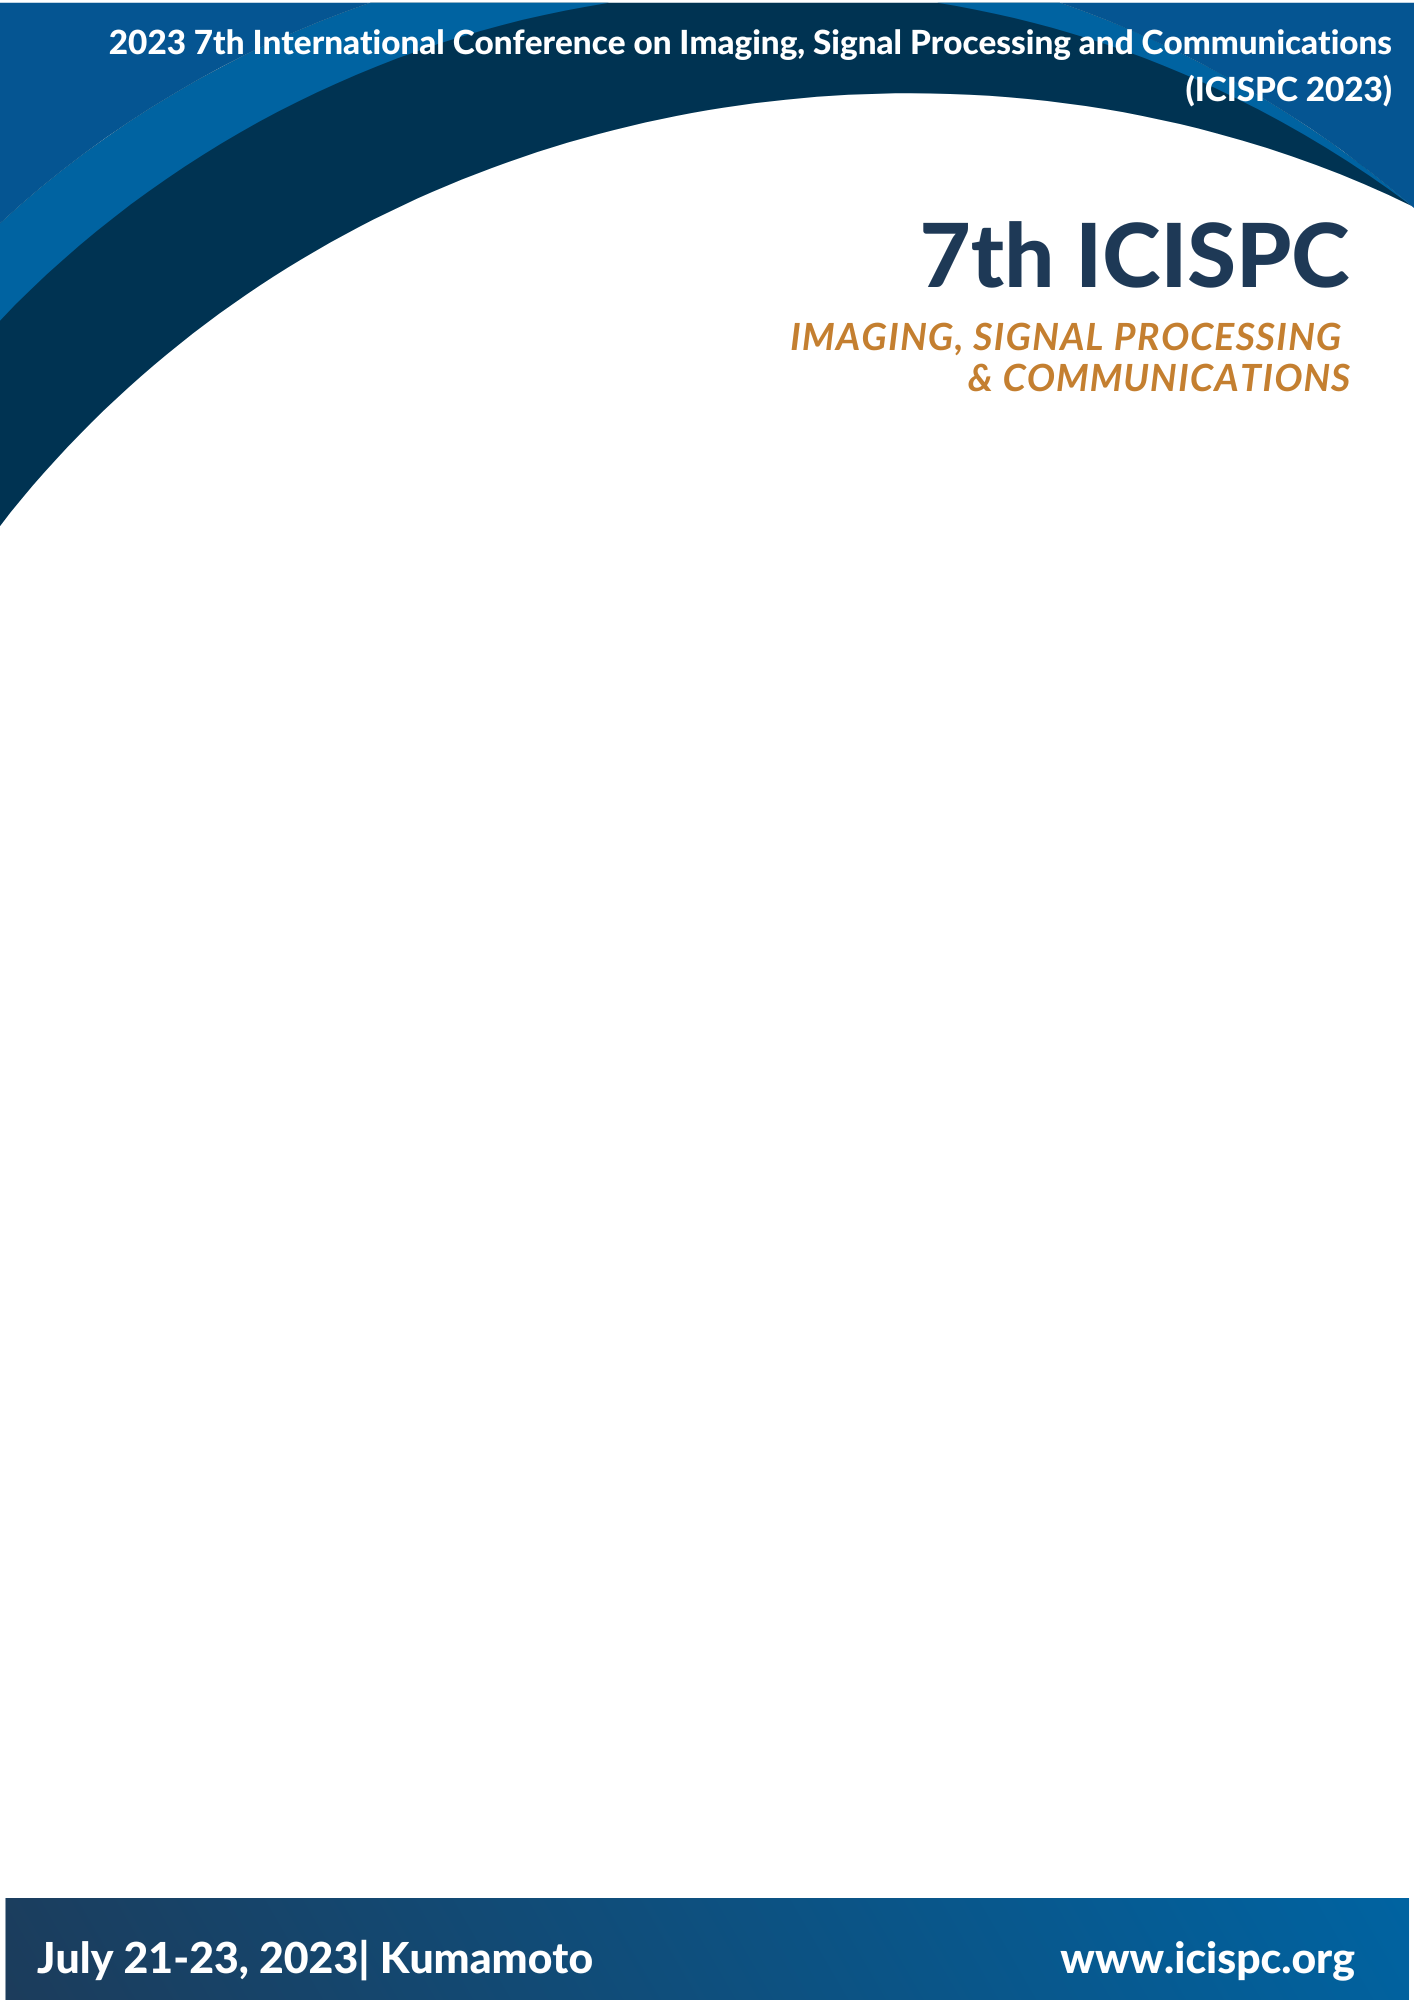 2023 7th International Conference on Imaging, Signal Processing and Communications
(ICISPC 2023)
7th ICISPC
IMAGING, SIGNAL PROCESSING
& COMMUNICATIONS
July 21-23, 2023| Kumamoto
www.icispc.org